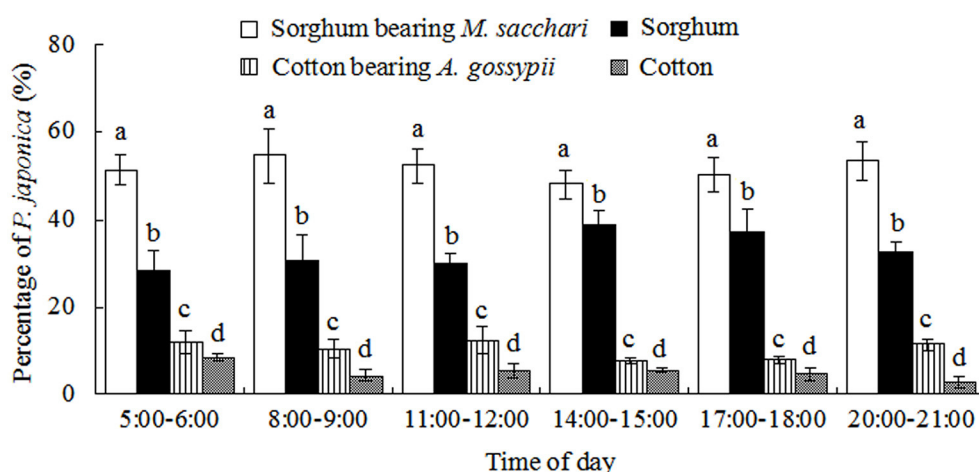 80
60
40
20
0
Percentage of P. japonica (%)
Sorghum bearing M. sacchari
Sorghum
Cotton bearing A. gossypii
Cotton
a
b
c
d
a
b
c
d
a
b
c
d
a
b
c
d
a
b
c
d
a
b
c
d
5:00-6:00
8:00-9:00
11:00-12:00
14:00-15:00
17:00-18:00
20:00-21:00
Time of day